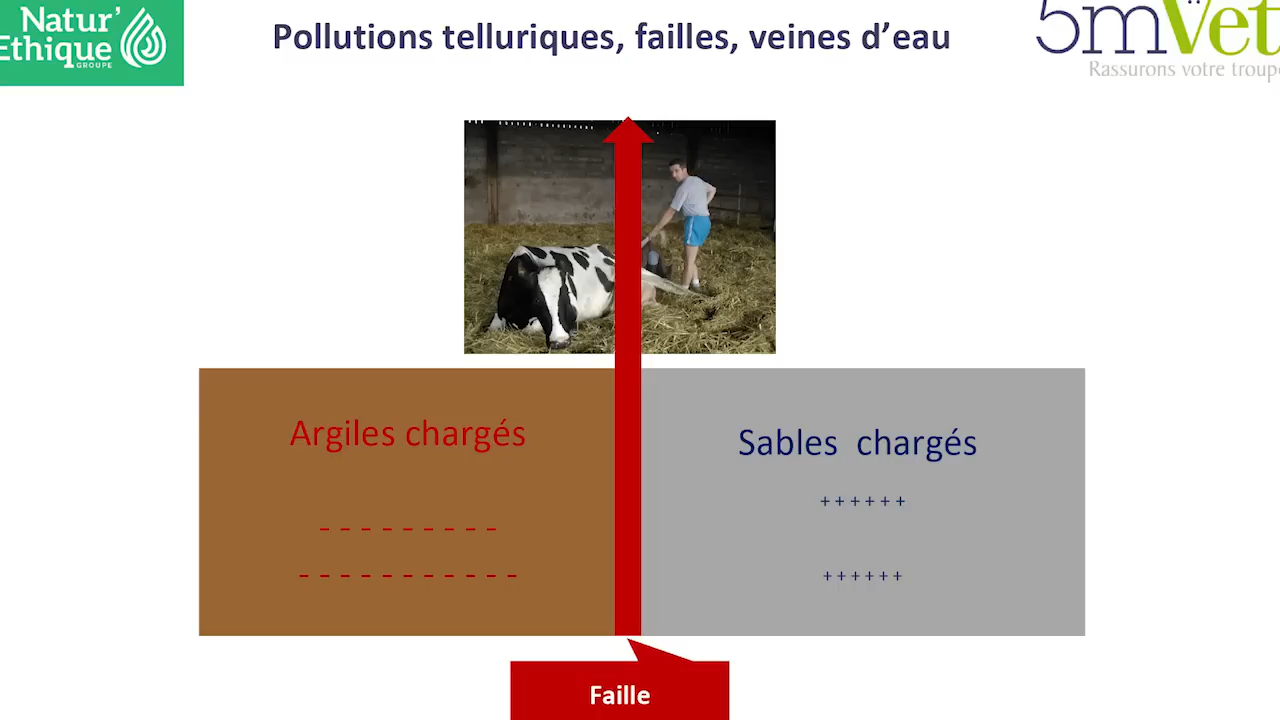 Natur'
Ethique
GROUPE
Pollutions telluriques, failles, veines d’eau
5mVet
Rassurons votre troupe
Argiles chargés
- - - - - - - - -
- - - - - - - - - - -
Sables  chargés
++++++
++++++
Faille